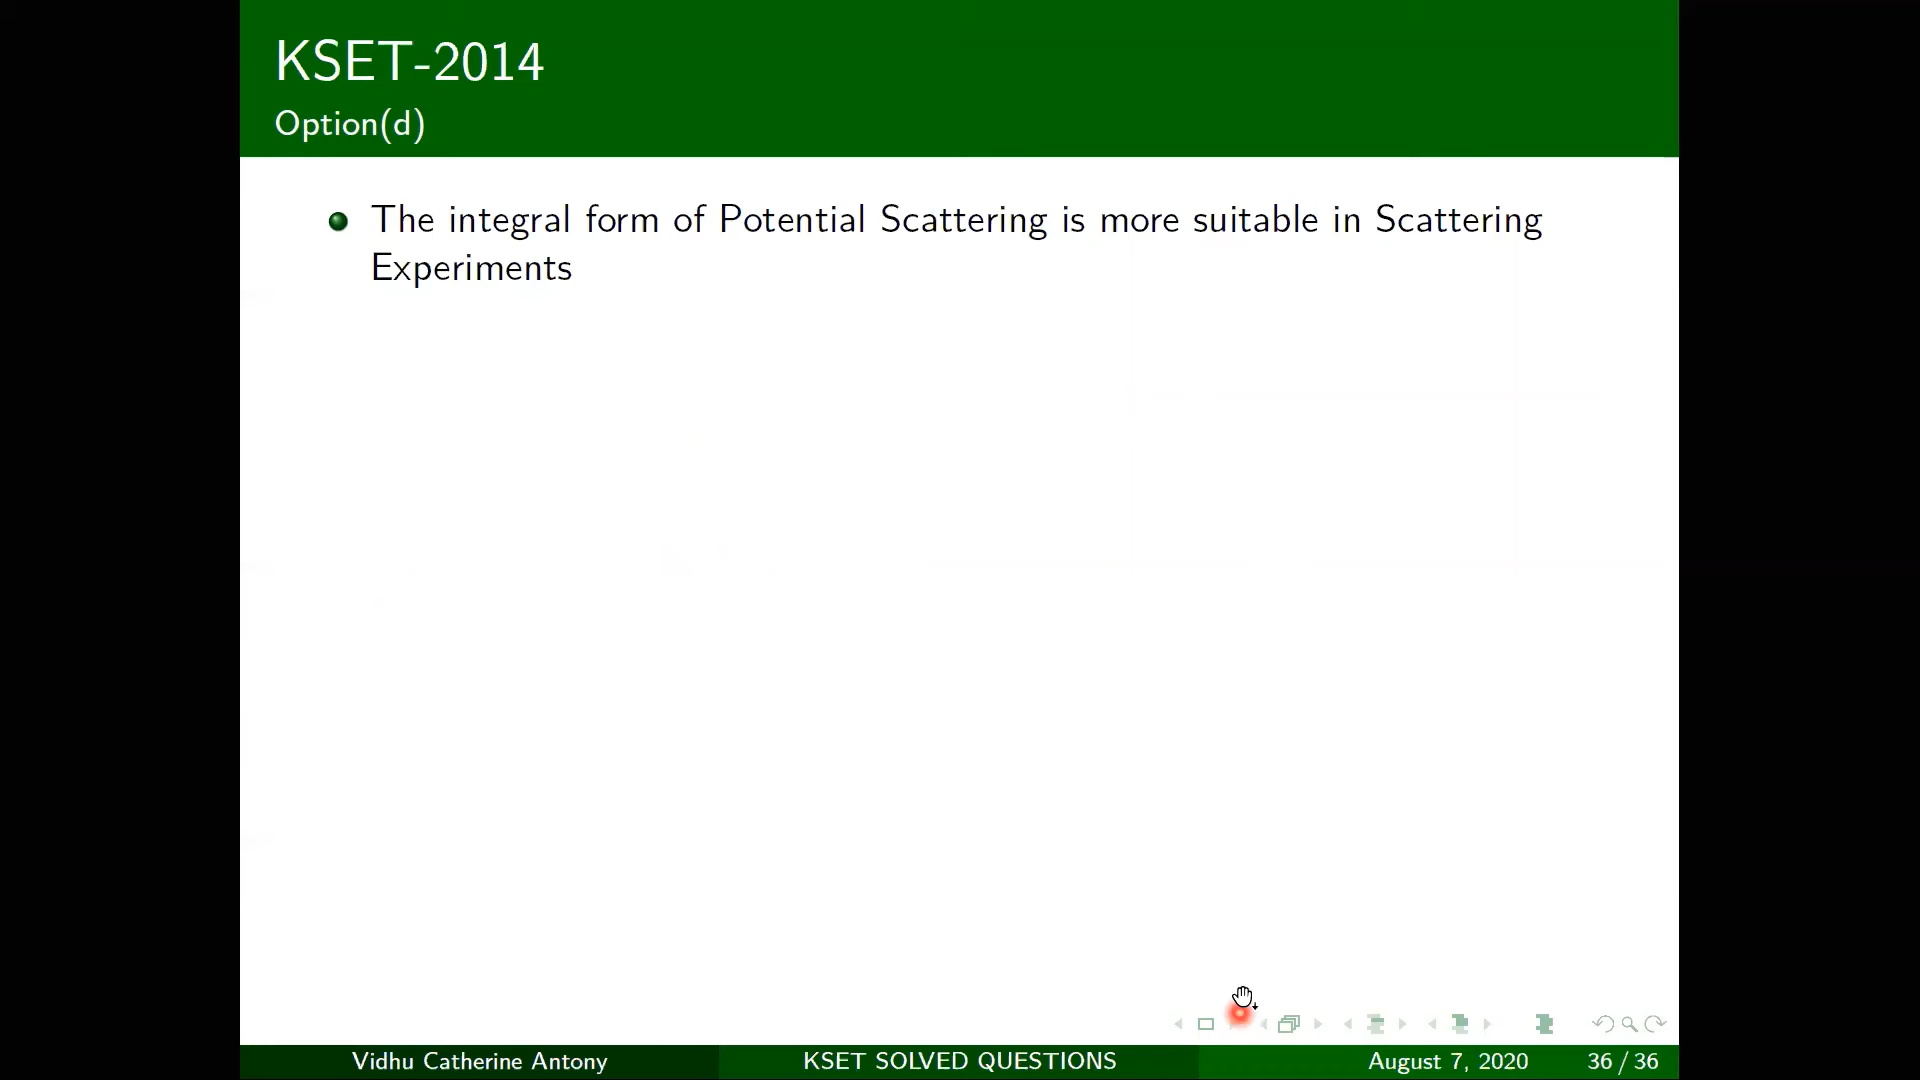 KSET-2014
Option(d)
The integral form of Potential Scattering is more suitable in Scattering
Experiments
Vidhu Catherine Antony
KSET SOLVED QUESTIONS
August 7, 2020
36 / 36